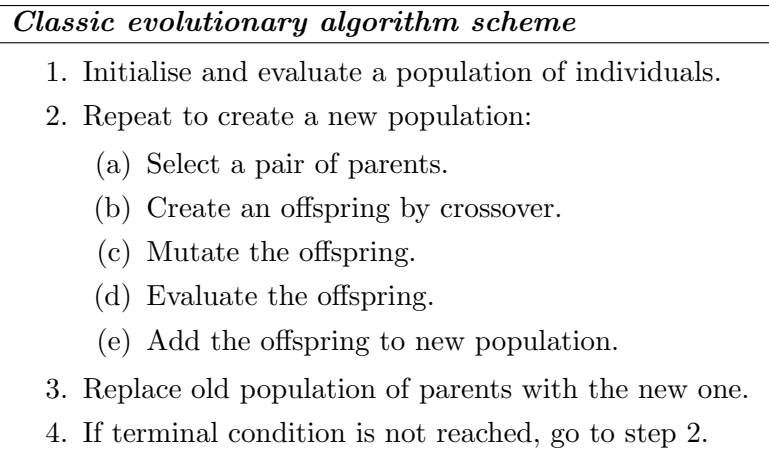 Classic evolutionary algorithm scheme
1. Initialise and evaluate a population of individuals.
2. Repeat to create a new population:
(a) Select a pair of parents.
(b) Create an offspring by crossover.
(c) Mutate the offspring.
(d) Evaluate the offspring.
(e) Add the offspring to new population.
3. Replace old population of parents with the new one.
4. If terminal condition is not reached, go to step 2.